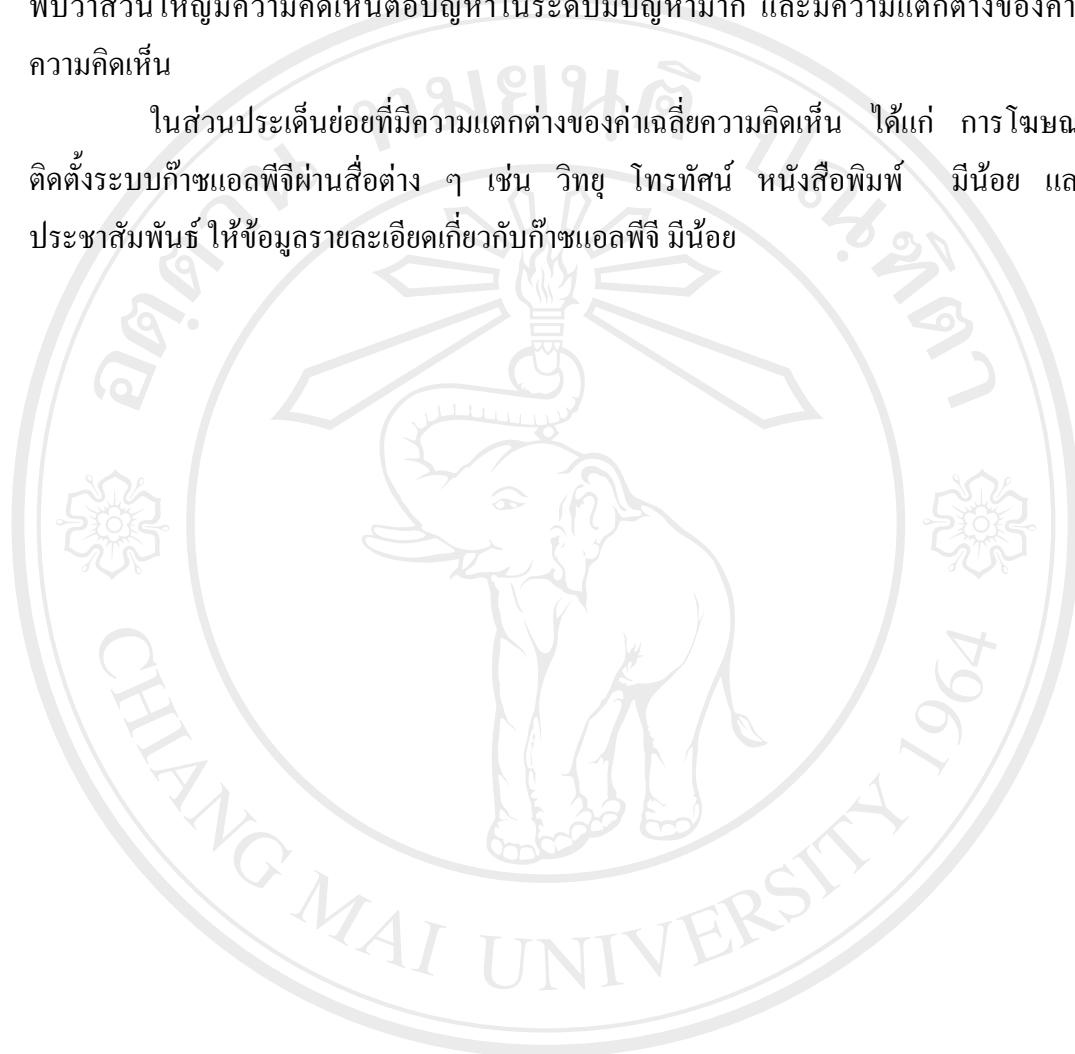 พบว่าส่วนใหญ่มีความคิดเห็นต่อปัญหาในระดับมีปัญหามาก และมีความแตกต่างของค่า
ความคิดเห็น
ในส่วนประเด็นย่อยที่มีความแตกต่างของค่าเฉลี่ยความคิดเห็น ได้แก่ การโฆษณ
ติดตั้งระบบก๊าซแอลพีจีผ่านสื่อต่าง ๆ เช่น วิทยุ โทรทัศน์ หนังสือพิมพ์ มีน้อย แล
ประชาสัมพันธ์ ให้ข้อมูลรายละเอียดเกี่ยวกับก๊าซแอลพีจี มีน้อย
CHIANG MAI UNIVERSITY 1964